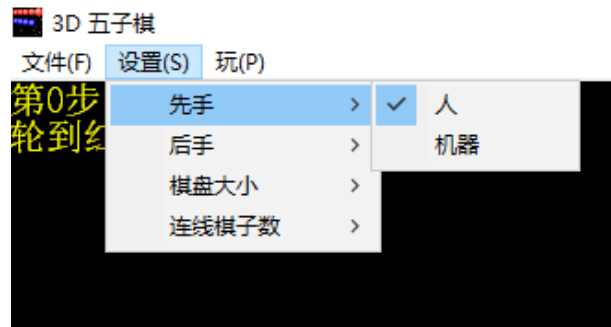 3D 五子棋
文件(F) 设置(S) 玩(P)
第0步
轮到红
先手
人
后手
机器
棋盘大小
连线棋子数